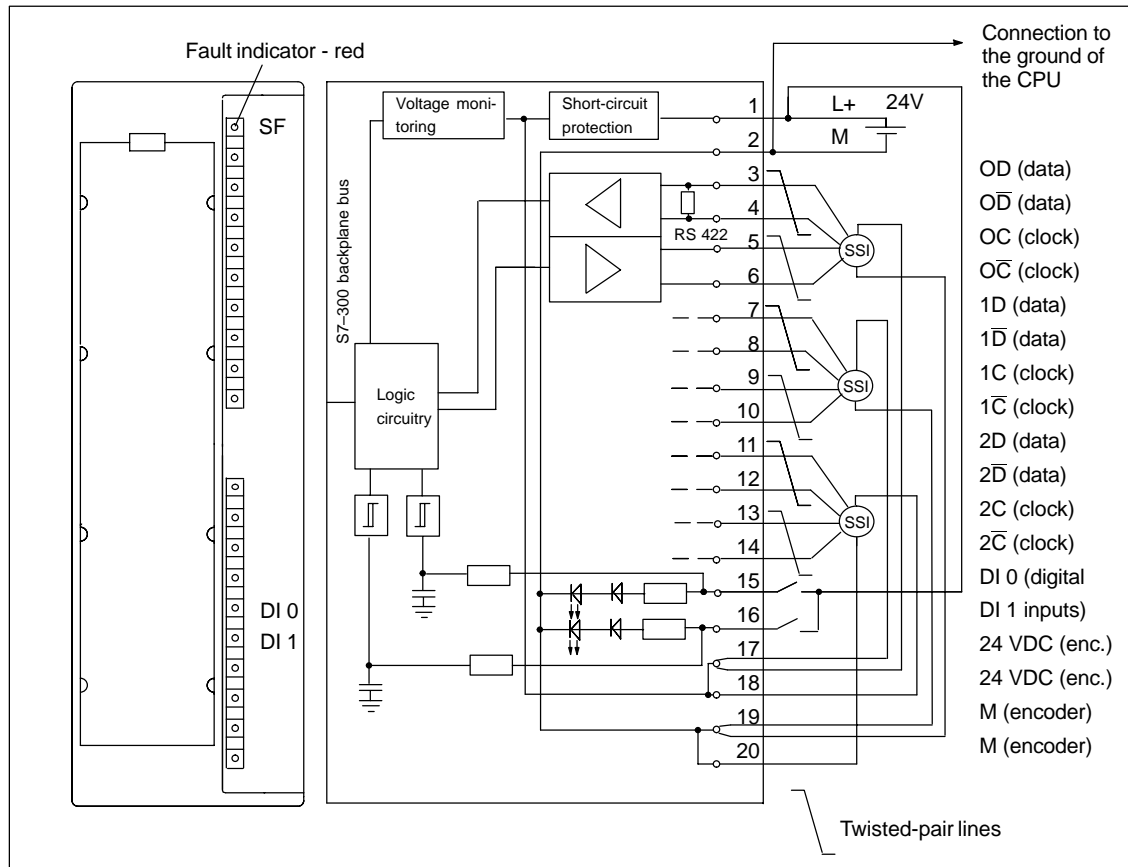 Fault indicator - red
SF
DI 0
DI 1
S7–300 backplane bus
Voltage moni-
toring
Short-circuit
protection
Logic
circuitry
RS 422
1
2
3
4
5
6
7
8
9
10
11
12
13
14
15
16
17
18
19
20
L+
24V
M
SSI
SSI
SSI
Connection to
the ground of
the CPU
OD (data)
OD̅ (data)
OC (clock)
OC̅ (clock)
1D (data)
1D̅ (data)
1C (clock)
1C̅ (clock)
2D (data)
2D̅ (data)
2C (clock)
2C̅ (clock)
DI 0 (digital
DI 1 inputs)
24 VDC (enc.)
24 VDC (enc.)
M (encoder)
M (encoder)
Twisted-pair lines